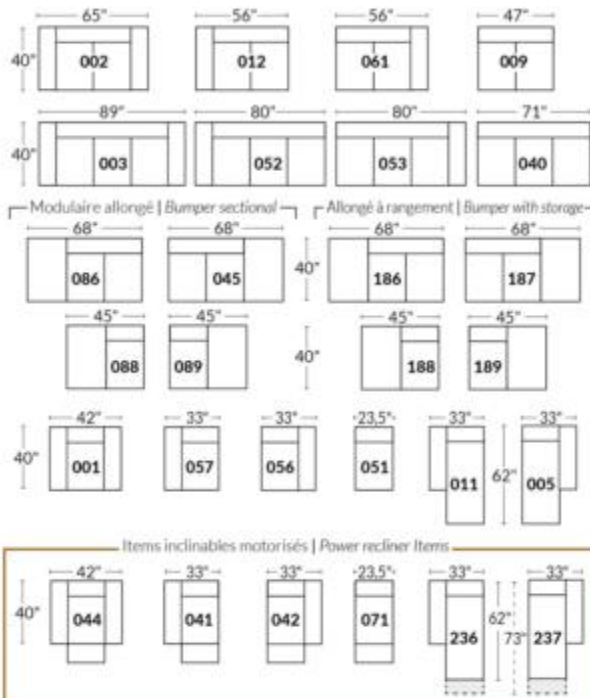 65" 56" 56" 47"
40" 002 012 061 009
89" 80" 80" 71"
40" 003 052 053 040
Modulaire allongé | Bumper sectional Allongé à rangement | Bumper with storage
68" 68" 68" 68"
086 045 40" 186 187
45" 45" 45" 45"
088 089 40" 188 189
42" 33" 33" 23,5" 33" 33"
40" 001 057 056 051 011 62" 005
Items inclinables motorisés | Power recliner Items
42" 33" 33" 23,5" 33" 33"
40" 044 041 042 071 236 62" 73" 237